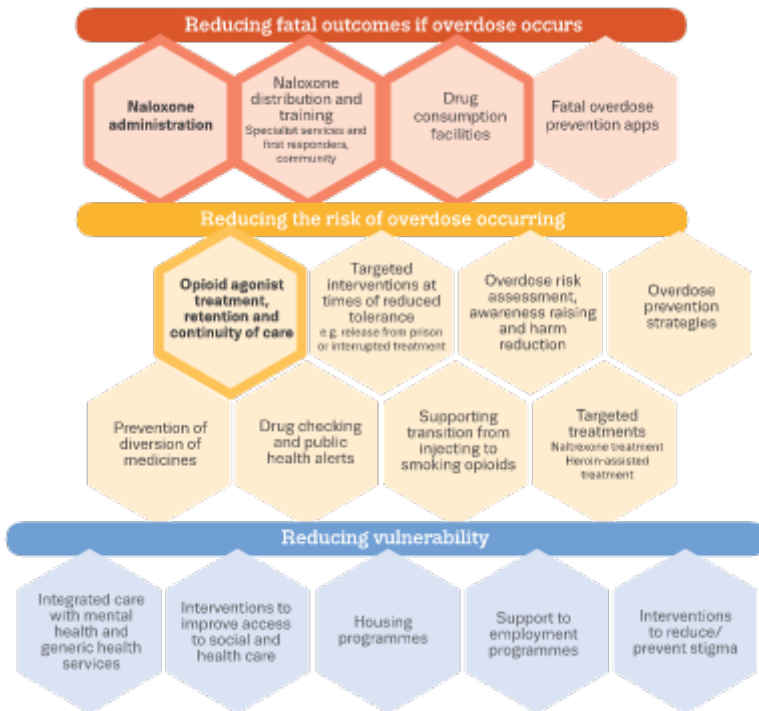 Reducing fatal outcomes if overdose occurs
Naloxone
administration
Naloxone
distribution and
training
Specialist services and
first responders,
community
Drug
consumption
facilities
Fatal overdose
prevention apps
Reducing the risk of overdose occurring
Opioid agonist
treatment,
retention and
continuity of care
Targeted
interventions at
times of reduced
tolerance
e.g. release from prison
or interrupted treatment
Overdose risk
assessment,
awareness raising
and harm
reduction
Overdose
prevention
strategies
Prevention of
diversion of
medicines
Drug checking
and public
health alerts
Supporting
transition from
injecting to
smoking opioids
Targeted
treatments
Naltrexone treatment
Heroin-assisted
treatment
Reducing vulnerability
Integrated care
with mental
health and
generic health
services
Interventions to
improve access
to social and
health care
Housing
programmes
Support to
employment
programmes
Interventions
to reduce/
prevent stigma